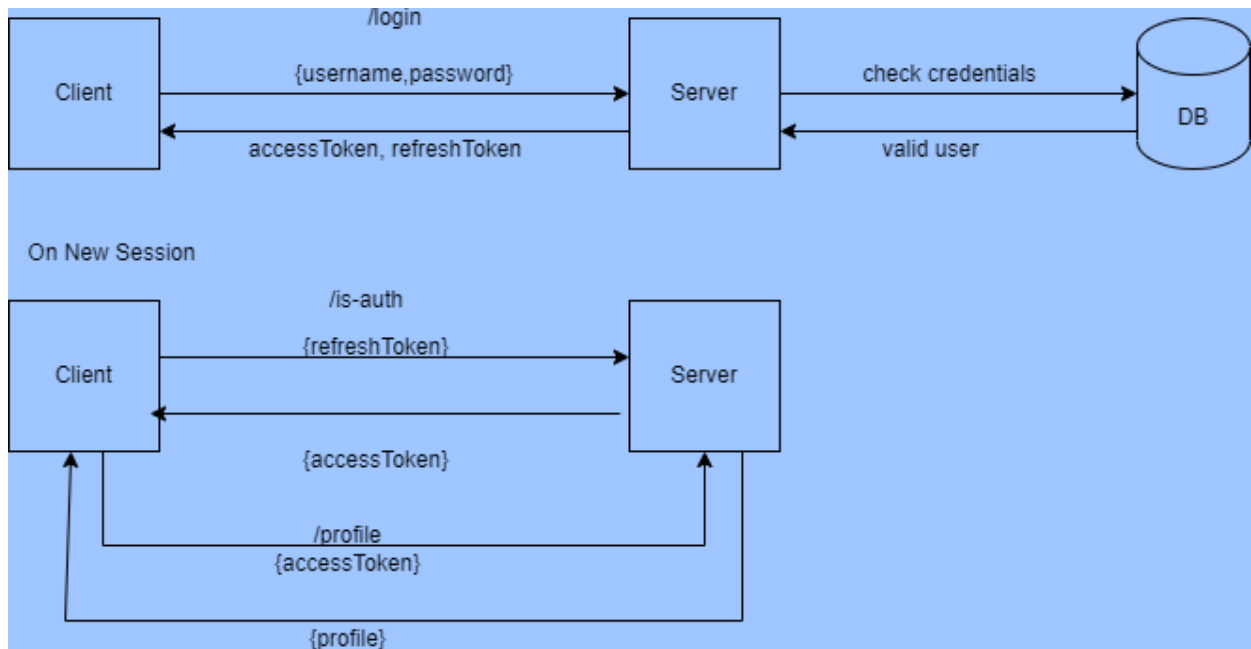 /login
Client
{username,password}
Server
check credentials
DB
accessToken, refreshToken
valid user
On New Session
/is-auth
{refreshToken}
Client
Server
{accessToken}
/profile
{accessToken}
{profile}